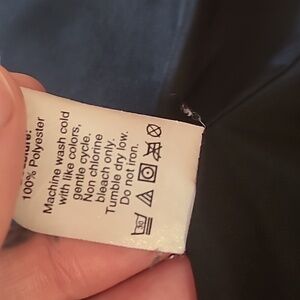 100% Polyester
Machine wash cold
with like colors,
gentle cycle.
Non chlorine
bleach only.
Tumble dry low.
Do not iron.
30